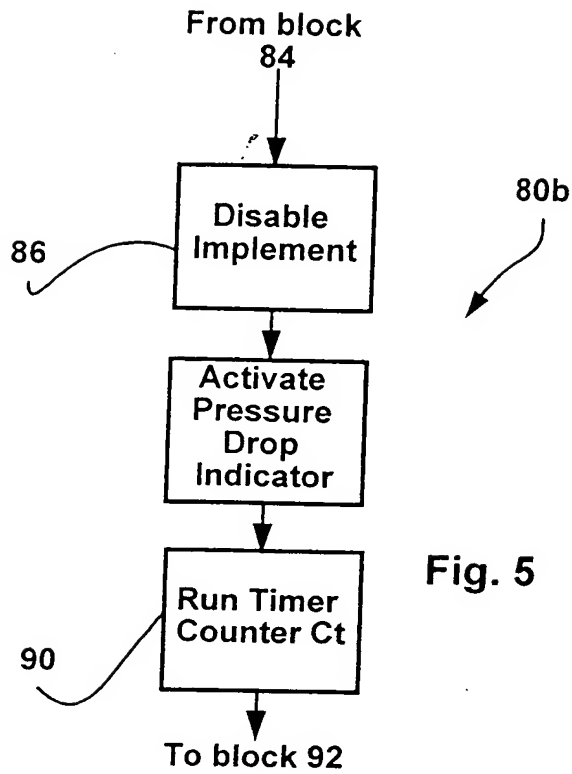 From block
84
80b
Disable
Implement
86
Activate
Pressure
Drop
Indicator
Fig. 5
Run Timer
Counter Ct
90
To block 92